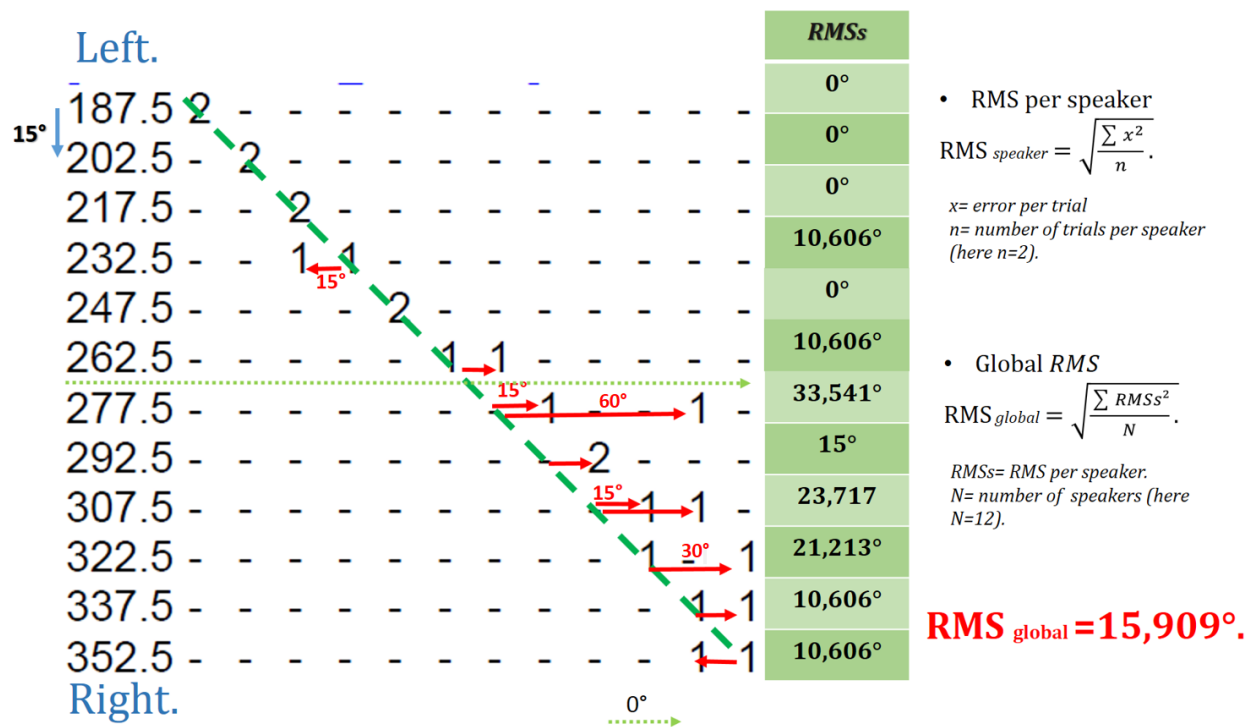 Left.
15°
187.5 2 - - - - - - - - - - -
202.5 - 2 - - - - - - - - - -
217.5 - - 2 - - - - - - - - -
232.5 - - 1 1 - - - - - - - -
15°
247.5 - - - - 2 - - - - - - -
262.5 - - - - - 1 1 - - - - -
15° 60°
277.5 - - - - - - - 1 - - 1 -
292.5 - - - - - - - - 2 - - -
15°
307.5 - - - - - - - - - 1 1 -
30°
322.5 - - - - - - - - - 1 - 1
337.5 - - - - - - - - - - 1 1
352.5 - - - - - - - - - - 1 1
Right.
0°
RMSs
0°
0°
0°
10,606°
0°
10,606°
33,541°
15°
23,717
21,213°
10,606°
10,606°
• RMS per speaker
RMS speaker = √(∑ x² / n).
x= error per trial
n= number of trials per speaker
(here n=2).
• Global RMS
RMS global = √(∑ RMSs² / N).
RMSs= RMS per speaker.
N= number of speakers (here
N=12).
RMS global =15,909°.